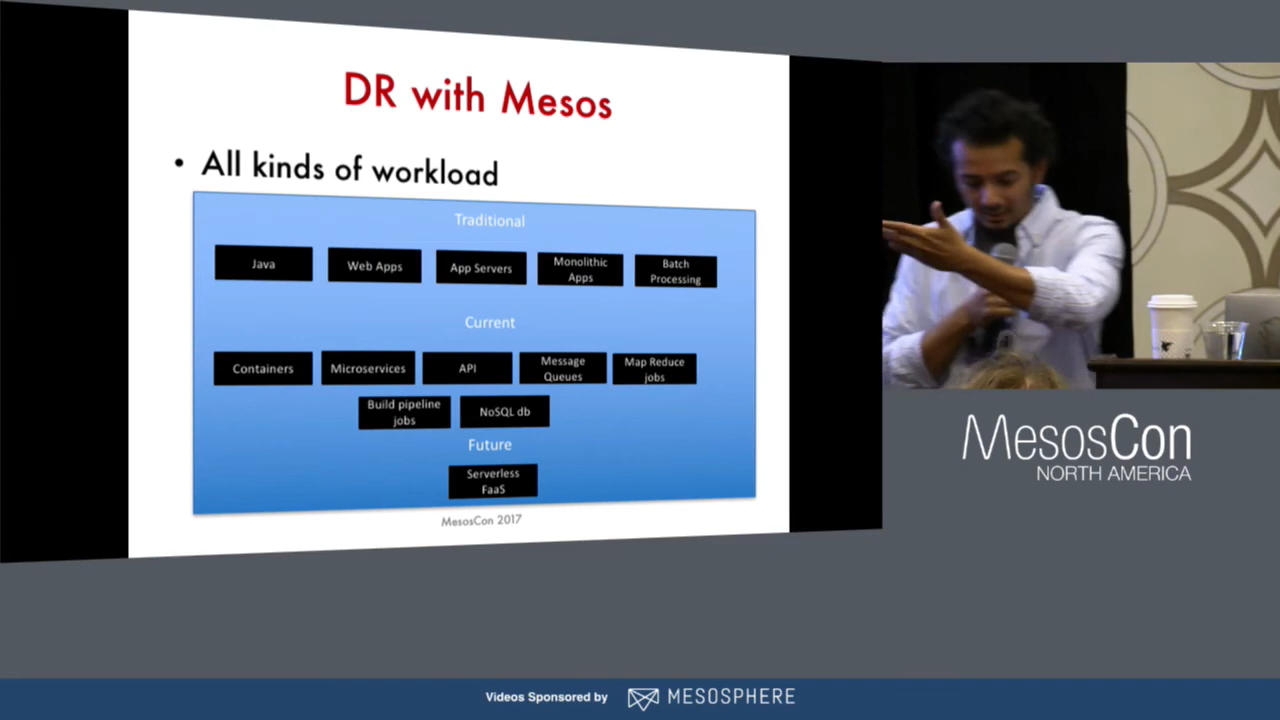 DR with Mesos
• All kinds of workload
Traditional
Java
Web Apps
App Servers
Monolithic
Apps
Batch
Processing
Current
Containers
Microservices
API
Message
Queues
Map Reduce
jobs
Build pipeline
jobs
NoSQL db
Future
Serverless
FaaS
MesosCon 2017
MesosCon
NORTH AMERICA
Videos Sponsored by
MESOSPHERE